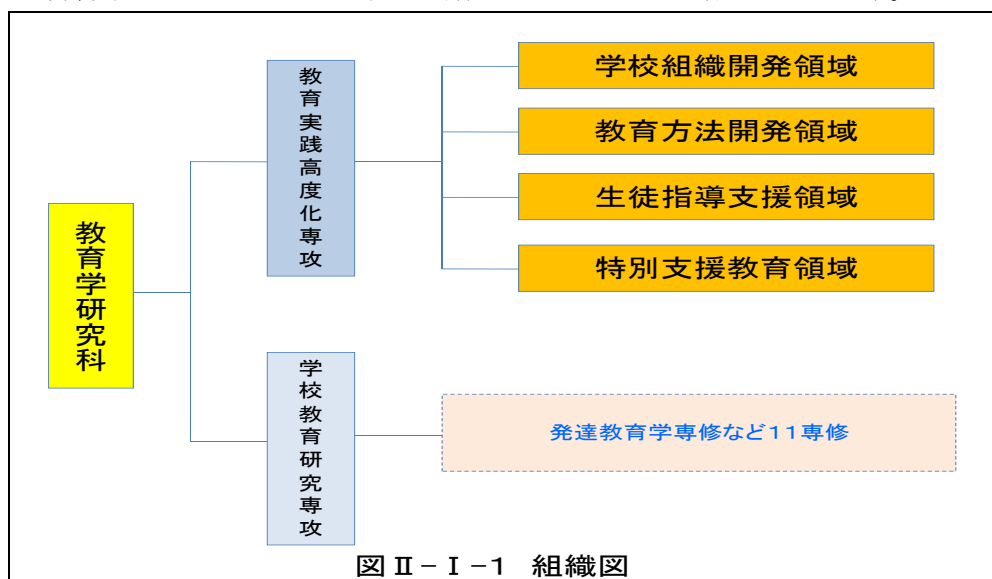 教育学研究科
教育実践高度化専攻
学校組織開発領域
教育方法開発領域
生徒指導支援領域
特別支援教育領域
学校教育研究専攻
発達教育学専修など11専修
図Ⅱ-Ⅰ-1 組織図